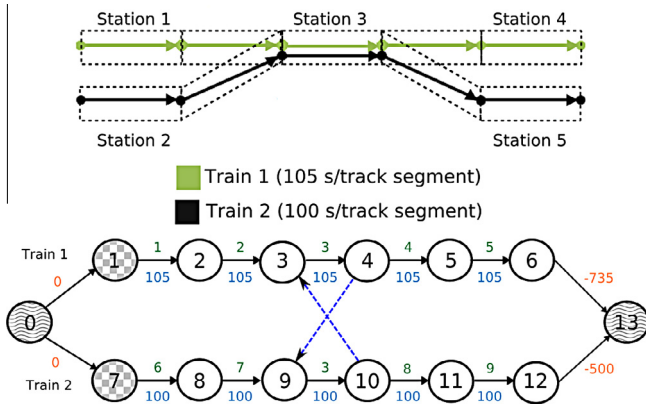 Station 1 Station 3 Station 4
Station 2 Station 5
Train 1 (105 s/track segment)
Train 2 (100 s/track segment)
Train 1
1 2 3 4 5
1 2 3 4 5 6
105 105 105 105 105
0 -735
0 13
0 -500
6 7 3 8 9
7 8 9 10 11 12
Train 2
100 100 100 100 100